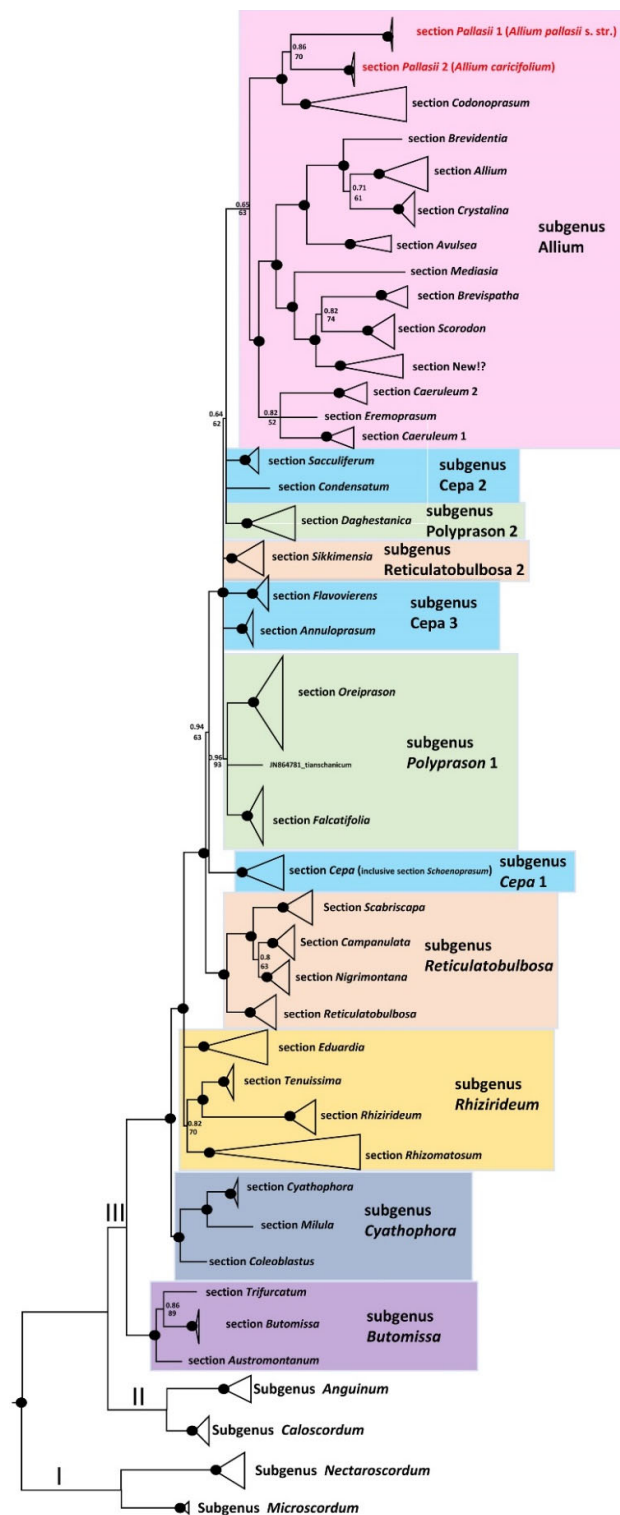 0.86
70
section Pallasii 1 (Allium pallasii s. str.)
section Pallasii 2 (Allium caricifolium)
section Codonoprasum
section Brevidentia
section Allium
0.71
61
section Crystalina
0.65
63
subgenus
Allium
section Avulsea
section Mediasia
section Brevispatha
0.82
74
section Scorodon
section New!?
section Caeruleum 2
0.82
52
section Eremoprasum
section Caeruleum 1
0.64
62
section Sacculiferum
subgenus
Cepa 2
section Condensatum
section Daghestanica
subgenus
Polyprason 2
section Sikkimensia
subgenus
Reticulatobulbosa 2
section Flavovierens
subgenus
Cepa 3
section Annuloprasum
section Oreiprason
0.94
63
0.96
93
subgenus
Polyprason 1
JN864781_tianschanicum
section Falcatifolia
section Cepa (inclusive section Schoenoprasum)
subgenus
Cepa 1
Section Scabriscapa
Section Campanulata
0.8
63
section Nigrimontana
subgenus
Reticulatobulbosa
section Reticulatobulbosa
section Eduardia
section Tenuissima
subgenus
Rhizirideum
section Rhizirideum
0.82
70
section Rhizomatosum
section Cyathophora
subgenus
Cyathophora
section Milula
section Coleoblastus
III
section Trifurcatum
0.86
89
section Butomissa
subgenus
Butomissa
section Austromontanum
II
Subgenus Anguinum
Subgenus Caloscordum
I
Subgenus Nectaroscordum
Subgenus Microscordum